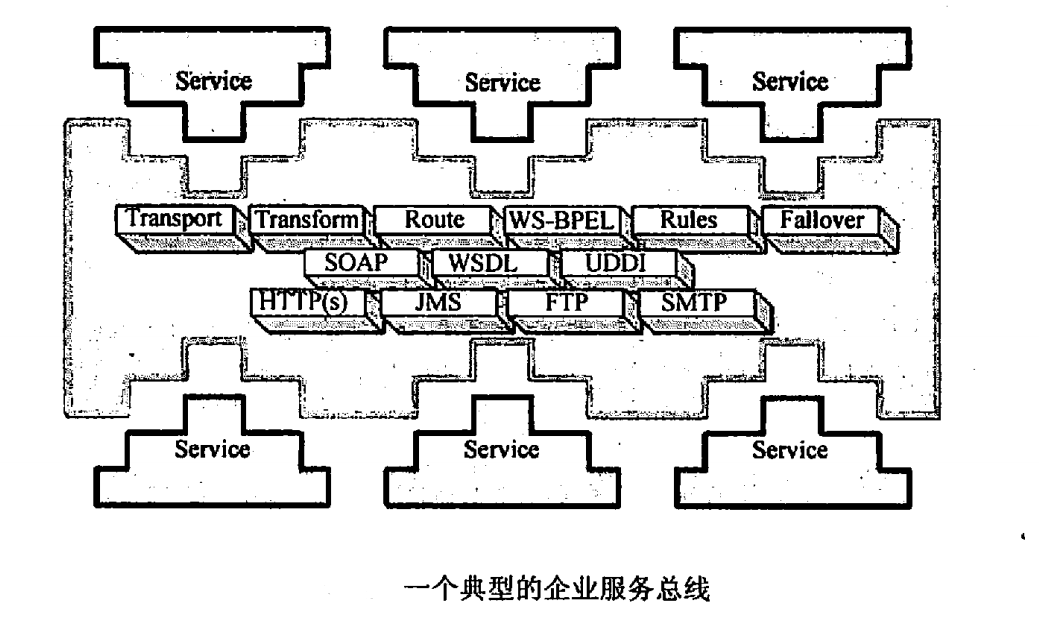 Service Service Service
Transport Transform Route WS-BPEL Rules Fallover
SOAP WSDL UDDI
HTTP(s) JMS FTP SMTP
Service Service Service
一个典型的企业服务总线